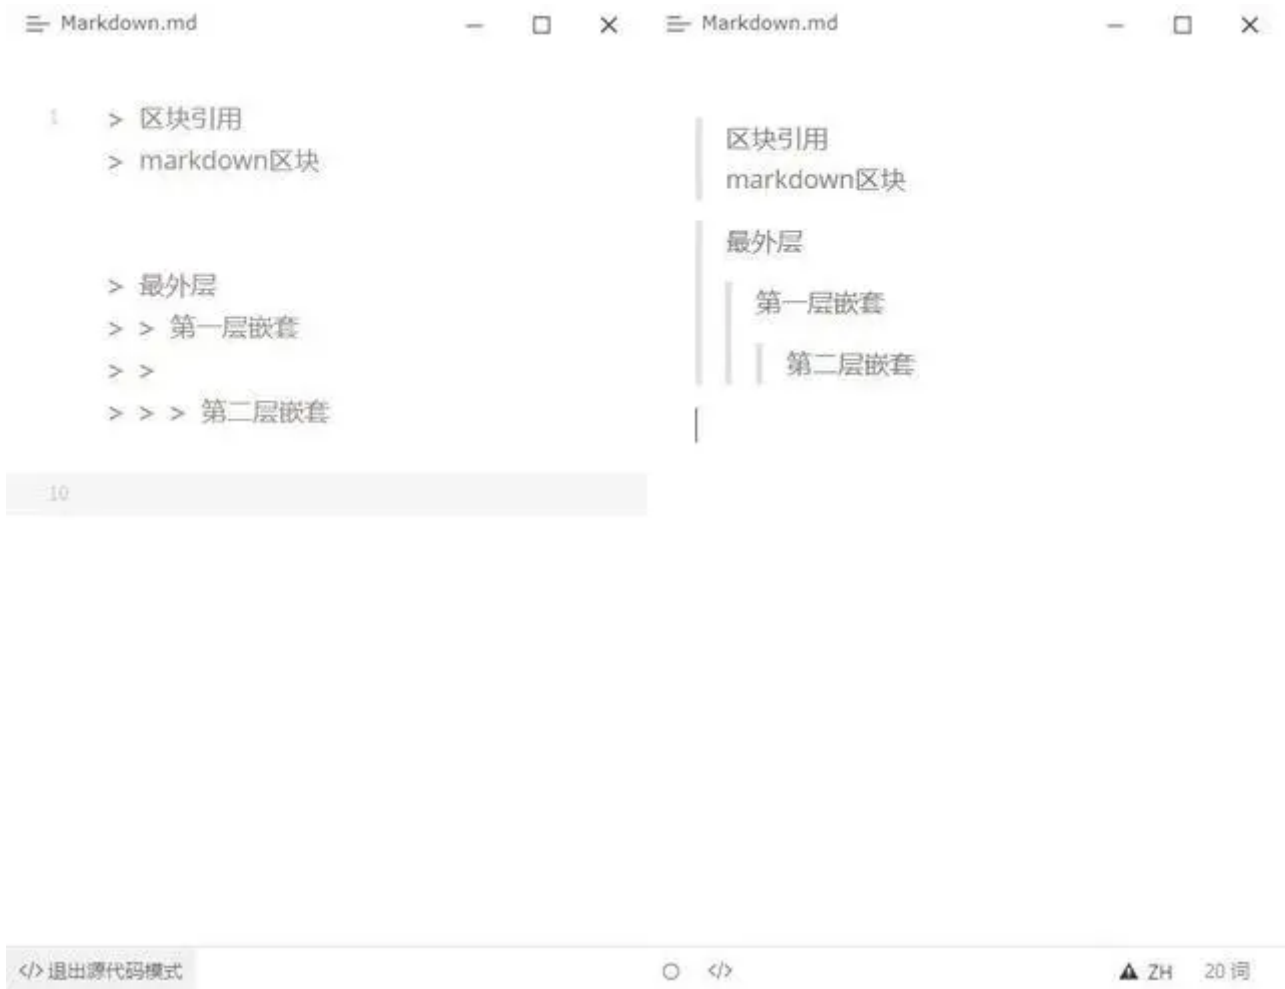 Markdown.md
1
> 区块引用
> markdown区块
> 最外层
> > 第一层嵌套
> >
> > > 第二层嵌套
10
</> 退出源代码模式
Markdown.md
区块引用
markdown区块
最外层
第一层嵌套
第二层嵌套
</>
ZH
20 词